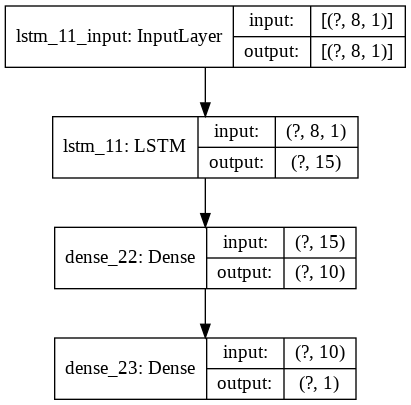 lstm_11_input: InputLayer
input: [(?, 8, 1)]
output: [(?, 8, 1)]
lstm_11: LSTM
input: (?, 8, 1)
output: (?, 15)
dense_22: Dense
input: (?, 15)
output: (?, 10)
dense_23: Dense
input: (?, 10)
output: (?, 1)